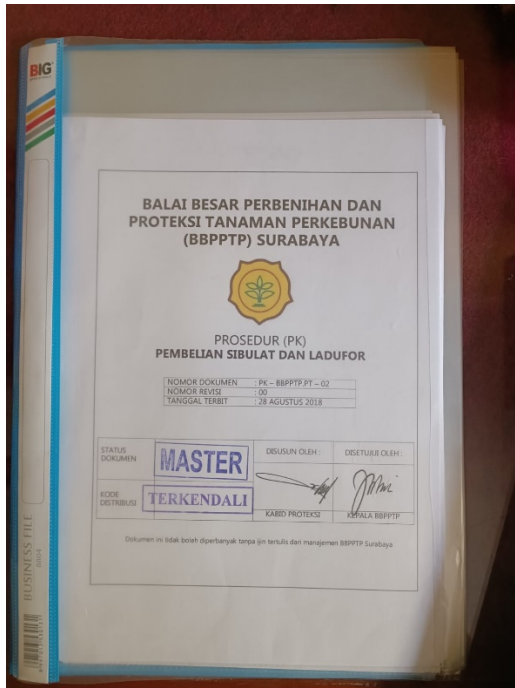 BIG
BALAI BESAR PERBENIHAN DAN
PROTEKSI TANAMAN PERKEBUNAN
(BBPPTP) SURABAYA
PROSEDUR (PK)
PEMBELIAN SIBULAT DAN LADUFOR
NOMOR DOKUMEN : PK – BBPPTP.PT – 02
NOMOR REVISI : 00
TANGGAL TERBIT : 28 AGUSTUS 2018
STATUS DOKUMEN
MASTER
DISUSUN OLEH :
DISETUJUI OLEH :
KODE DISTRIBUSI
TERKENDALI
KABID PROTEKSI
KEPALA BBPPTP
Dokumen ini tidak boleh diperbanyak tanpa ijin tertulis dari manajemen BBPPTP Surabaya
BUSINESS FILE